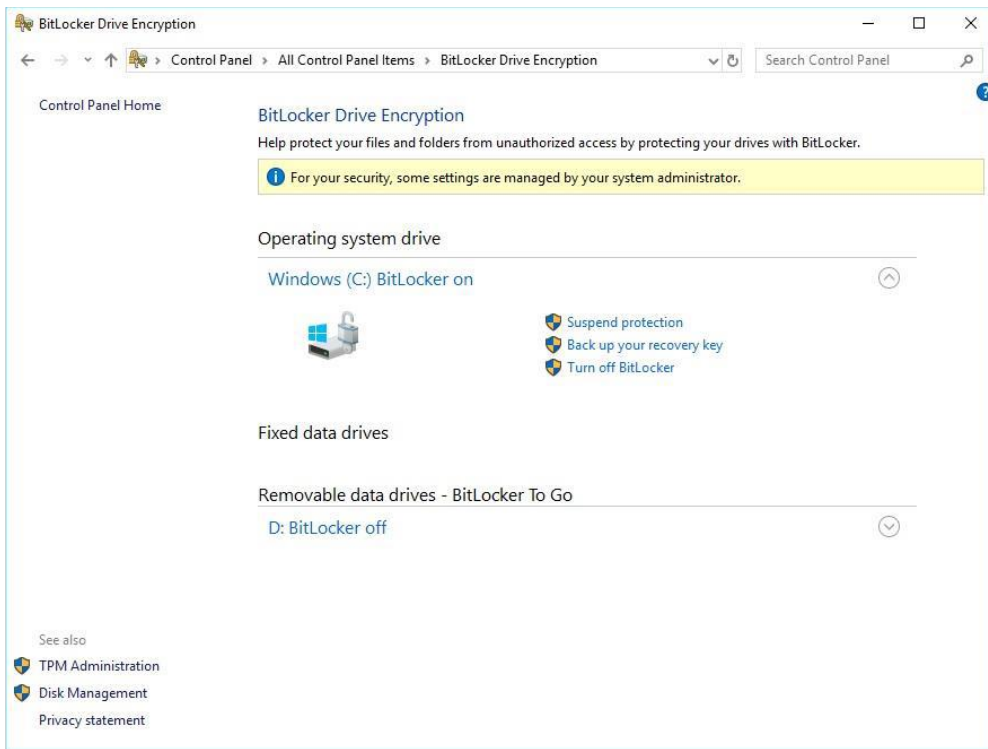 BitLocker Drive Encryption
Control Panel > All Control Panel Items > BitLocker Drive Encryption
Search Control Panel
Control Panel Home
?
BitLocker Drive Encryption
Help protect your files and folders from unauthorized access by protecting your drives with BitLocker.
For your security, some settings are managed by your system administrator.
Operating system drive
Windows (C:) BitLocker on
Suspend protection
Back up your recovery key
Turn off BitLocker
Fixed data drives
Removable data drives - BitLocker To Go
D: BitLocker off
See also
TPM Administration
Disk Management
Privacy statement